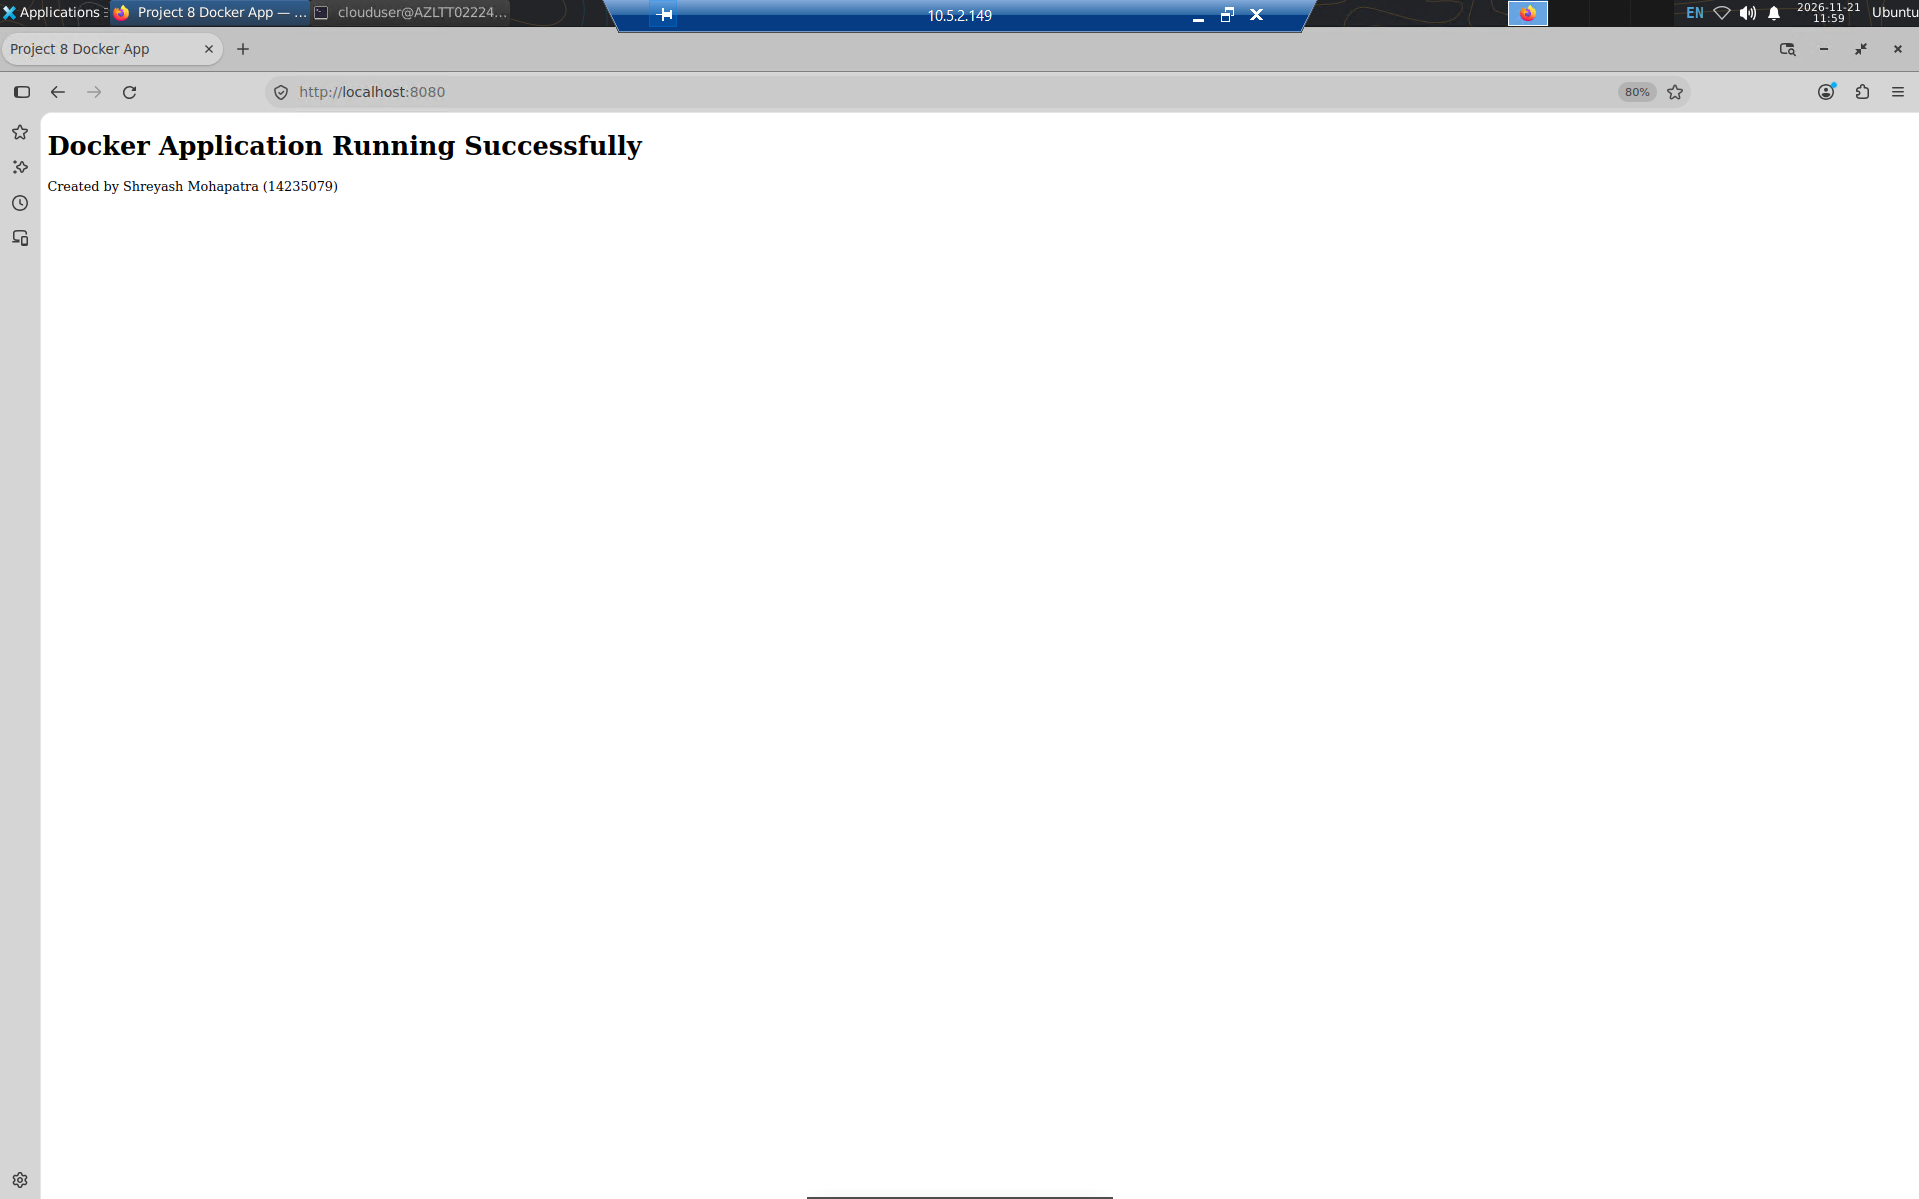 Applications
Project 8 Docker App — ...
clouduser@AZLTT02224...
10.5.2.149
EN
2026-11-21
11:59
Ubuntu
Project 8 Docker App
http://localhost:8080
80%
Docker Application Running Successfully
Created by Shreyash Mohapatra (14235079)